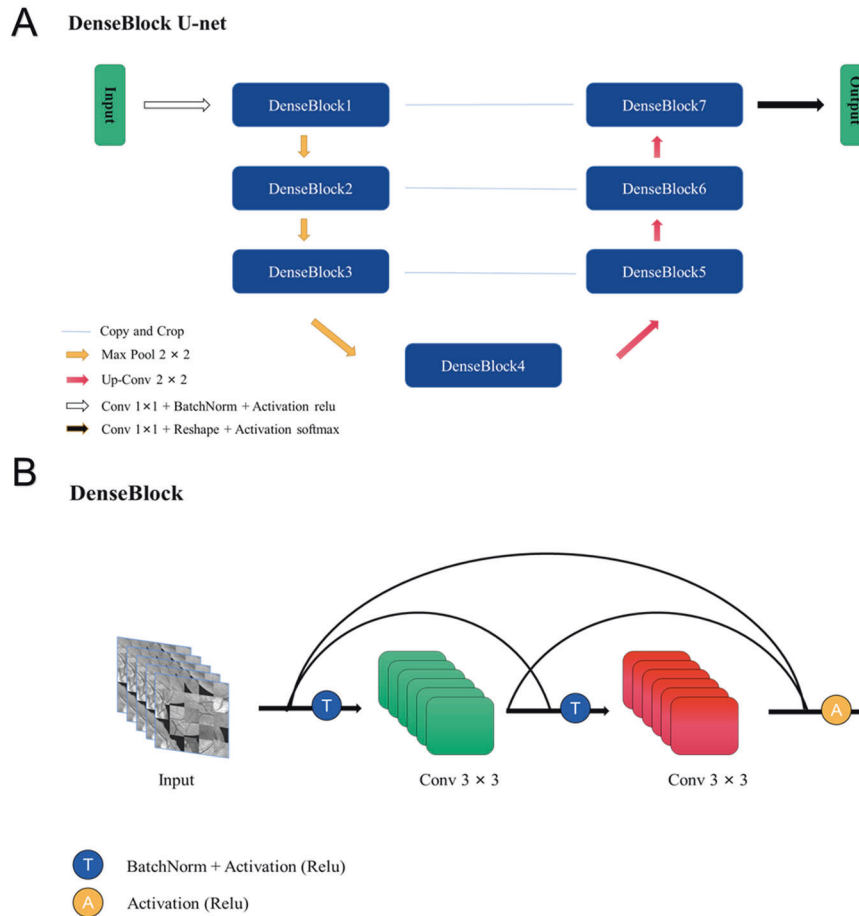 A
DenseBlock U-net
Input
DenseBlock1
DenseBlock7
Output
DenseBlock2
DenseBlock6
DenseBlock3
DenseBlock5
DenseBlock4
Copy and Crop
Max Pool 2 × 2
Up-Conv 2 × 2
Conv 1×1 + BatchNorm + Activation relu
Conv 1×1 + Reshape + Activation softmax
B
DenseBlock
T
T
A
Input
Conv 3 × 3
Conv 3 × 3
T
BatchNorm + Activation (Relu)
A
Activation (Relu)